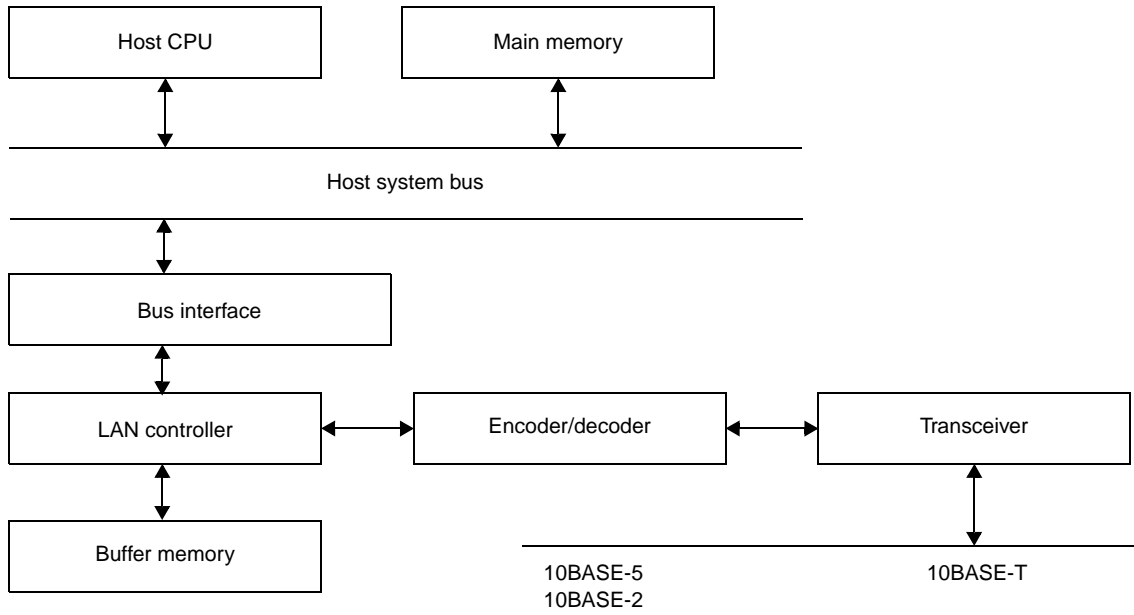 Host CPU
Main memory
Host system bus
Bus interface
LAN controller
Encoder/decoder
Transceiver
Buffer memory
10BASE-5
10BASE-2
10BASE-T